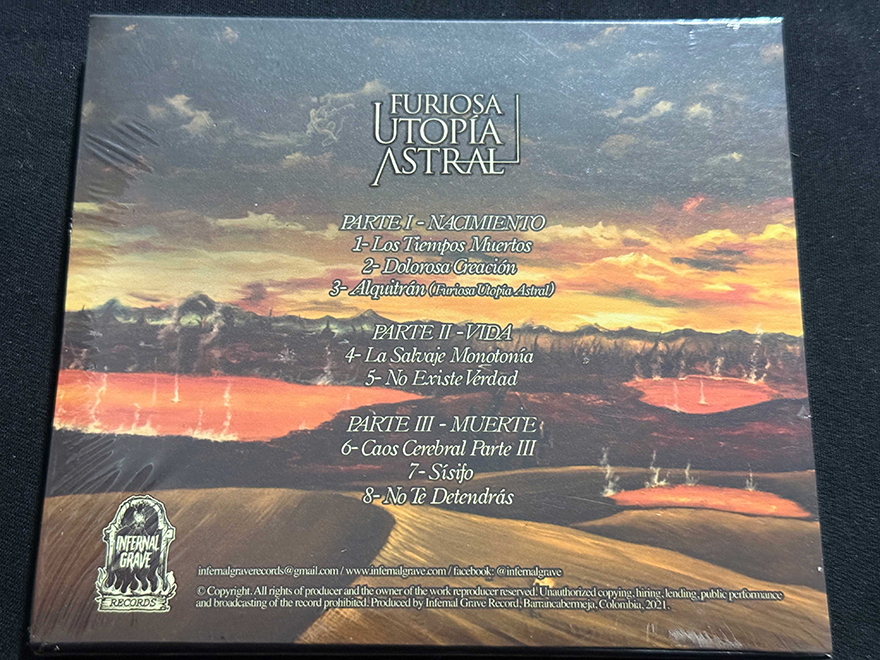 FURIOSA
UTOPÍA
ASTRAL
PARTE I - NACIMIENTO
1- Los Tiempos Muertos
2- Dolorosa Creación
3- Alquitrán (Furiosa Utopía Astral)
PARTE II - VIDA
4- La Salvaje Monotonía
5- No Existe Verdad
PARTE III - MUERTE
6- Caos Cerebral Parte III
7- Sísifo
8- No Te Detendrás
INFERNAL
GRAVE
RECORDS
infernalgraverecords@gmail.com / www.infernalgrave.com / facebook: @infernalgrave
© Copyright. All rights of producer and the owner of the work reproducer reserved. Unauthorized copying, hiring, lending, public performance
and broadcasting of the record prohibited. Produced by Infernal Grave Record, Barrancabermeja, Colombia, 2021.